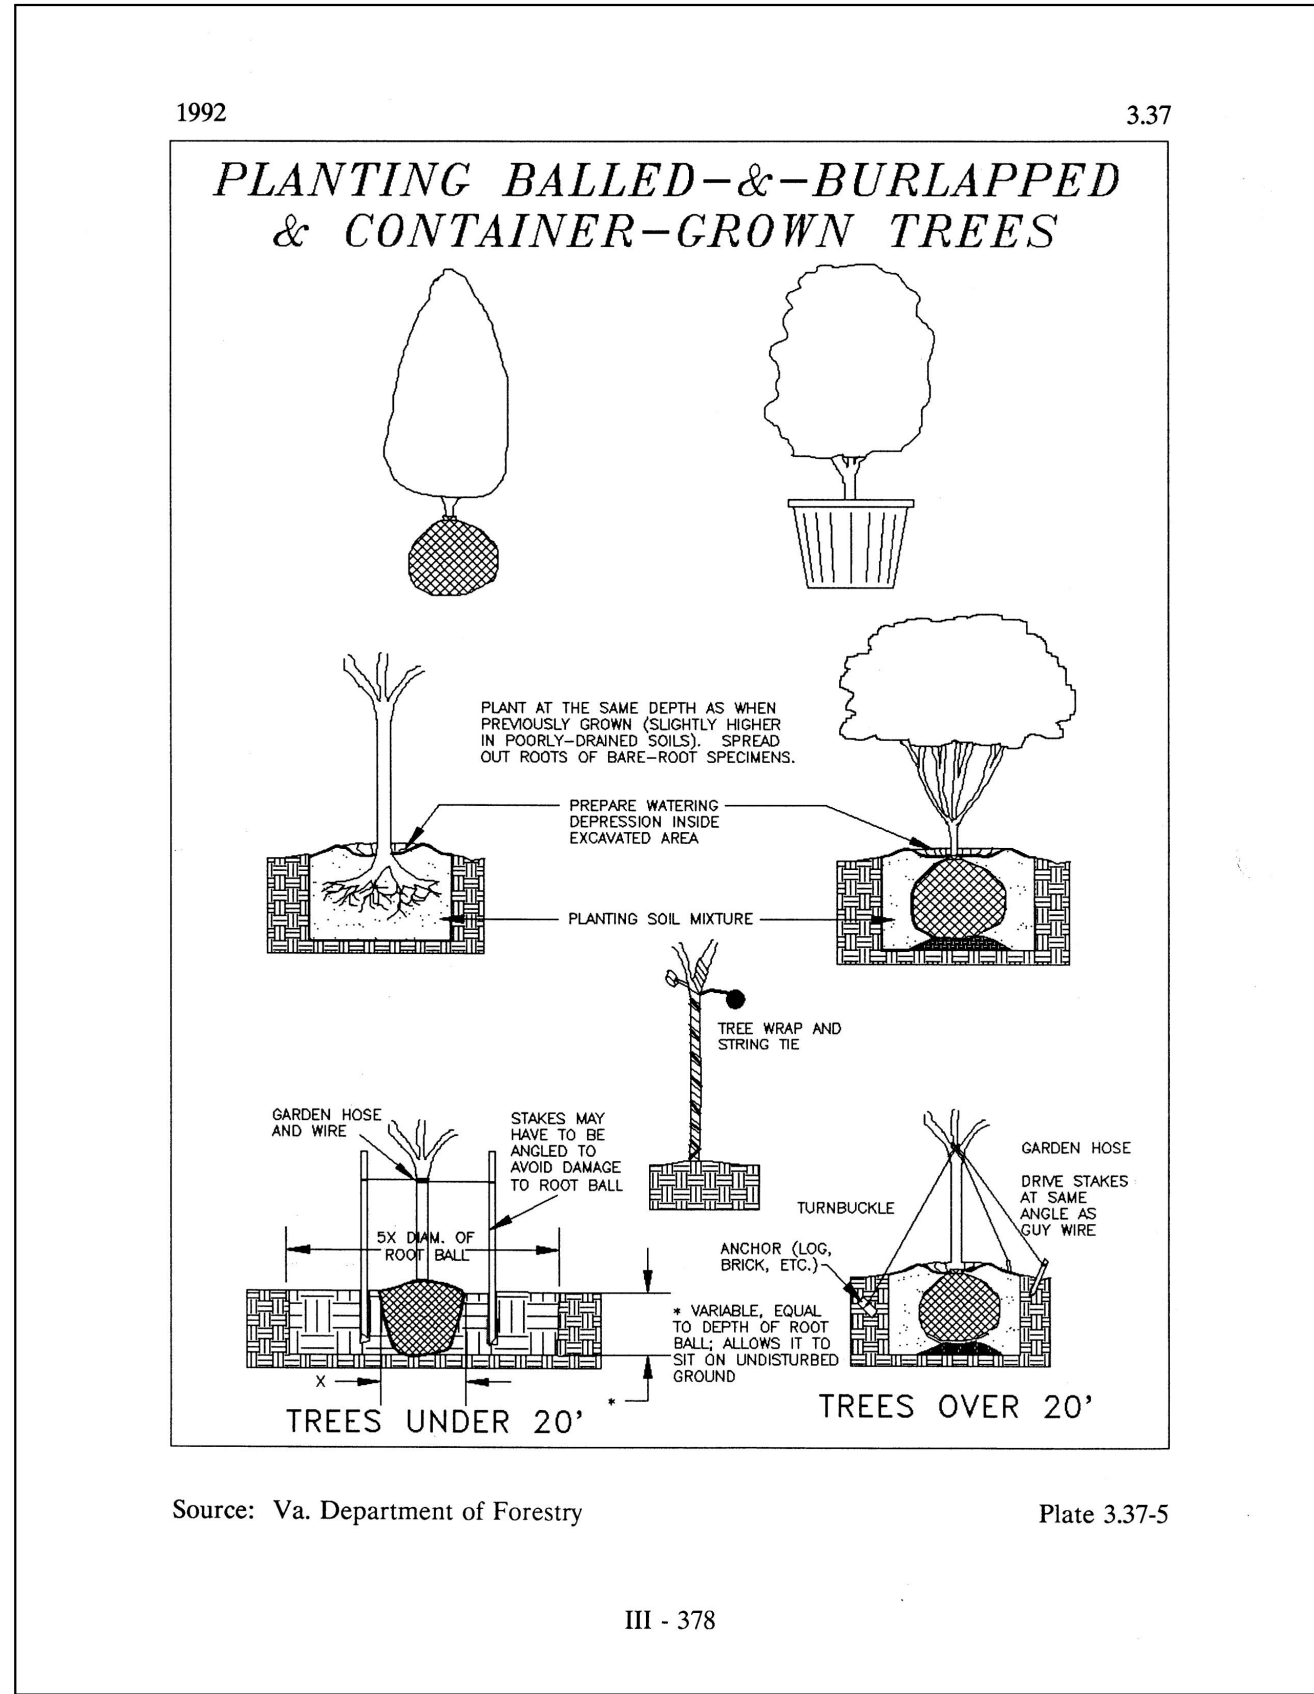 1992
3.37
PLANTING BALLED-&-BURLAPPED
& CONTAINER-GROWN TREES
PLANT AT THE SAME DEPTH AS WHEN
PREVIOUSLY GROWN (SLIGHTLY HIGHER
IN POORLY-DRAINED SOILS). SPREAD
OUT ROOTS OF BARE-ROOT SPECIMENS.
PREPARE WATERING
DEPRESSION INSIDE
EXCAVATED AREA
PLANTING SOIL MIXTURE
TREE WRAP AND
STRING TIE
GARDEN HOSE
AND WIRE
STAKES MAY
HAVE TO BE
ANGLED TO
AVOID DAMAGE
TO ROOT BALL
5X DIAM. OF
ROOT BALL
X
*
* VARIABLE, EQUAL
TO DEPTH OF ROOT
BALL; ALLOWS IT TO
SIT ON UNDISTURBED
GROUND
TREES UNDER 20'
GARDEN HOSE
DRIVE STAKES
AT SAME
ANGLE AS
GUY WIRE
TURNBUCKLE
ANCHOR (LOG,
BRICK, ETC.)
TREES OVER 20'
Source: Va. Department of Forestry
Plate 3.37-5
III - 378